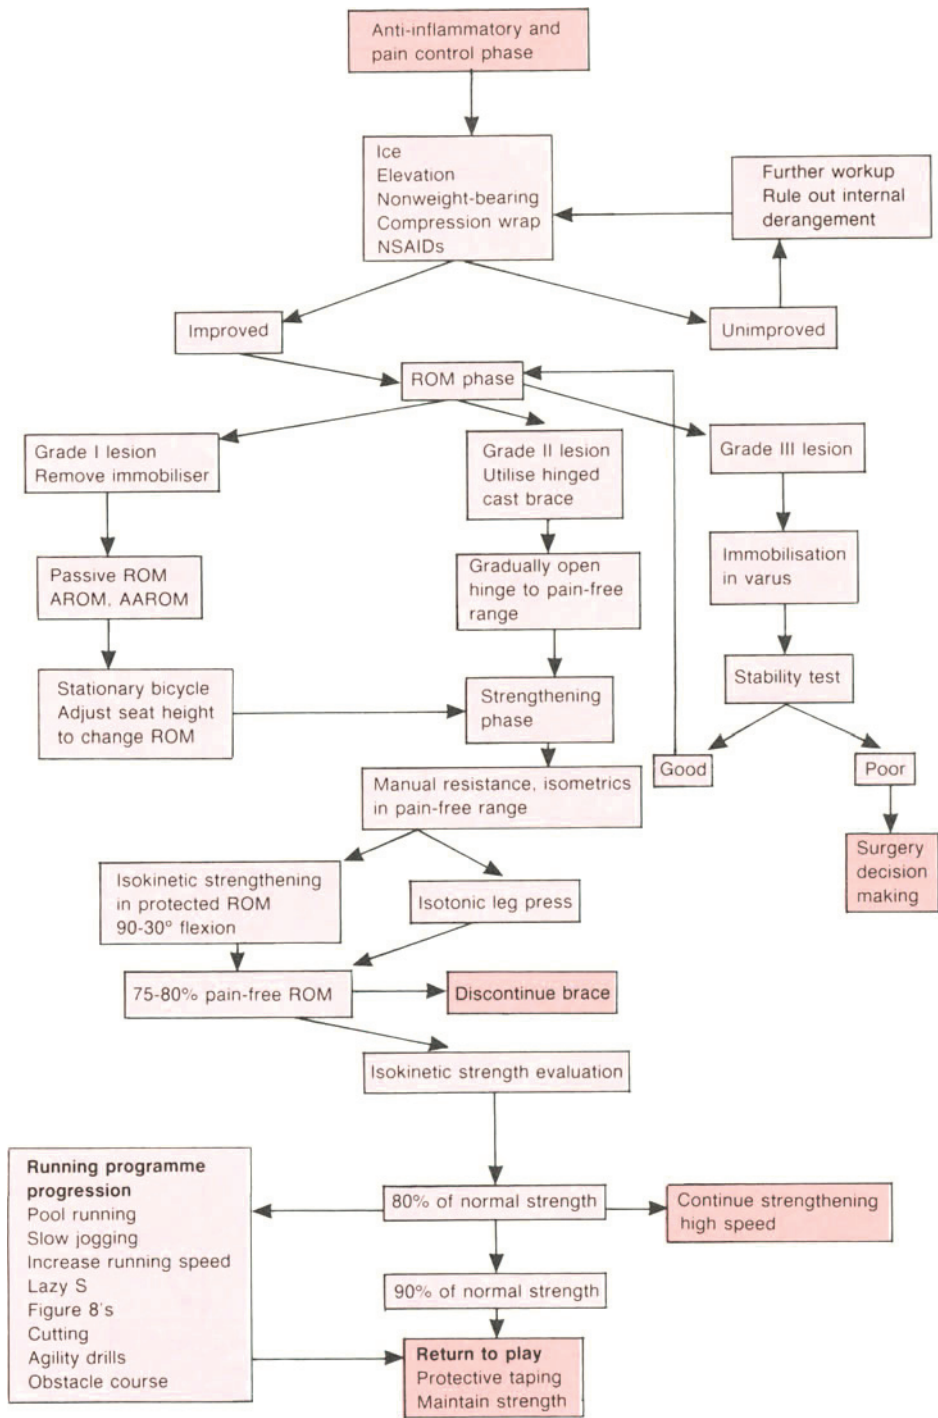 Anti-inflammatory and
pain control phase
Ice
Elevation
Nonweight-bearing
Compression wrap
NSAIDs
Further workup
Rule out internal
derangement
Improved
Unimproved
ROM phase
Grade I lesion
Remove immobiliser
Grade II lesion
Utilise hinged
cast brace
Grade III lesion
Passive ROM
AROM, AAROM
Gradually open
hinge to pain-free
range
Immobilisation
in varus
Stationary bicycle
Adjust seat height
to change ROM
Strengthening
phase
Stability test
Good
Poor
Manual resistance, isometrics
in pain-free range
Surgery
decision
making
Isokinetic strengthening
in protected ROM
90-30° flexion
Isotonic leg press
75-80% pain-free ROM
Discontinue brace
Isokinetic strength evaluation
Running programme
progression
Pool running
Slow jogging
Increase running speed
Lazy S
Figure 8's
Cutting
Agility drills
Obstacle course
80% of normal strength
Continue strengthening
high speed
90% of normal strength
Return to play
Protective taping
Maintain strength